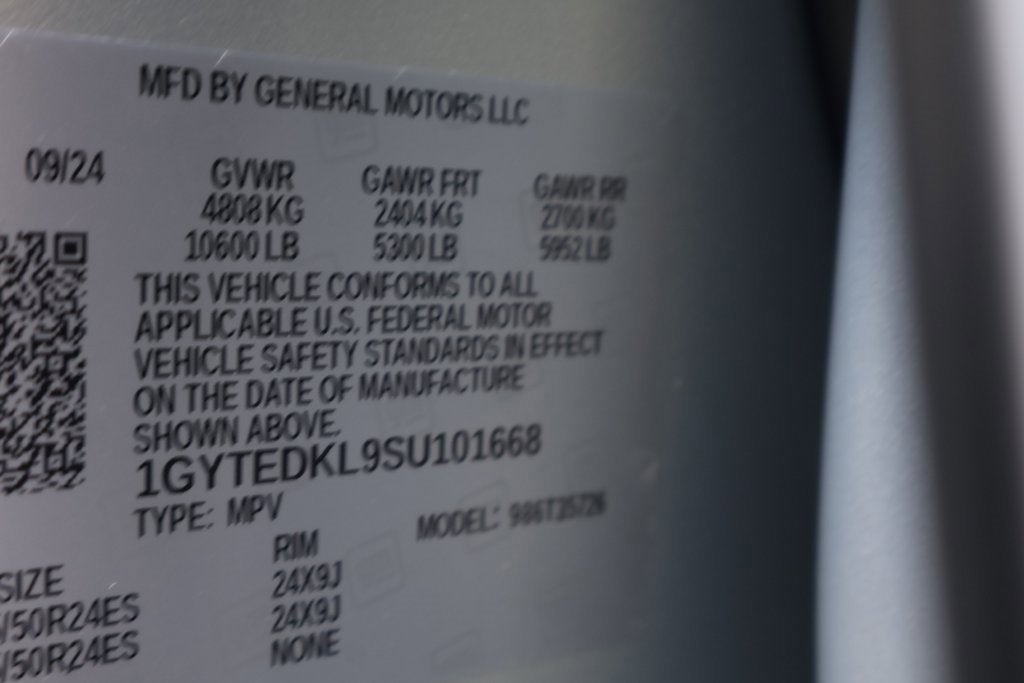 MFD BY GENERAL MOTORS LLC
09/24 GVWR GAWR FRT GAWR RR
4808 KG 2404 KG 2700 KG
10600 LB 5300 LB 5952 LB
THIS VEHICLE CONFORMS TO ALL
APPLICABLE U.S. FEDERAL MOTOR
VEHICLE SAFETY STANDARDS IN EFFECT
ON THE DATE OF MANUFACTURE
SHOWN ABOVE.
1GYTEDKL9SU101668
TYPE: MPV MODEL:
SIZE RIM
/50R24ES 24X9J
/50R24ES 24X9J
NONE